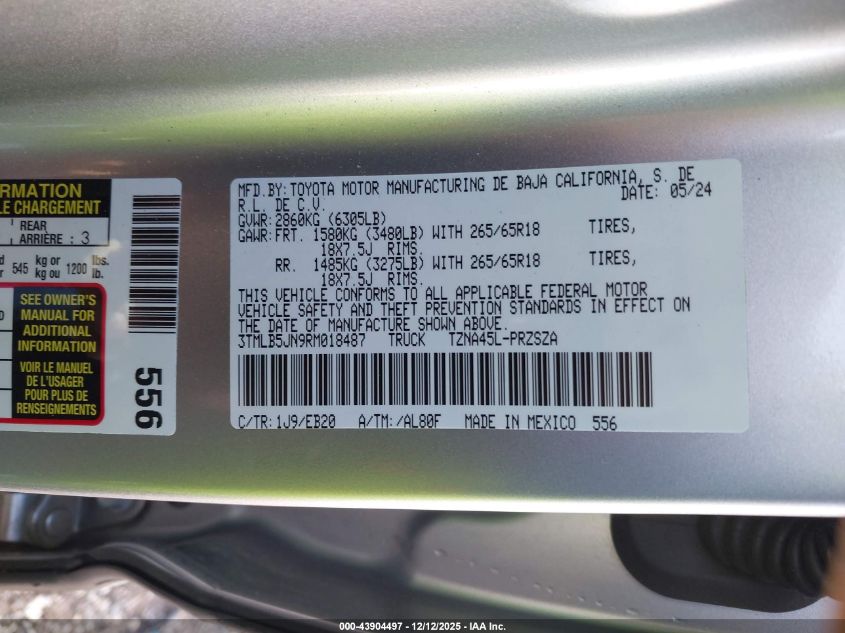 RMATION
LE CHARGEMENT
REAR
ARRIÈRE : 3
545 kg or kg ou 1200 lbs. lb.
SEE OWNER'S
MANUAL FOR
ADDITIONAL
INFORMATION
VOIR LE MANUEL
DE L'USAGER
POUR PLUS DE
RENSEIGNEMENTS
556
MFD.BY:TOYOTA MOTOR MANUFACTURING DE BAJA CALIFORNIA, S. DE
R.L. DE C.V. DATE: 05/24
GVWR:2860KG (6305LB)
GAWR:FRT. 1580KG (3480LB) WITH 265/65R18 TIRES,
18X7.5J RIMS.
RR. 1485KG (3275LB) WITH 265/65R18 TIRES,
18X7.5J RIMS.
THIS VEHICLE CONFORMS TO ALL APPLICABLE FEDERAL MOTOR
VEHICLE SAFETY AND THEFT PREVENTION STANDARDS IN EFFECT ON
THE DATE OF MANUFACTURE SHOWN ABOVE.
3TMLB5JN9RM018487 TRUCK TZNA45L-PRZSZA
C/TR:1J9/EB20 A/TM:/AL80F MADE IN MEXICO 556
000-43904497 - 12/12/2025 - IAA Inc.